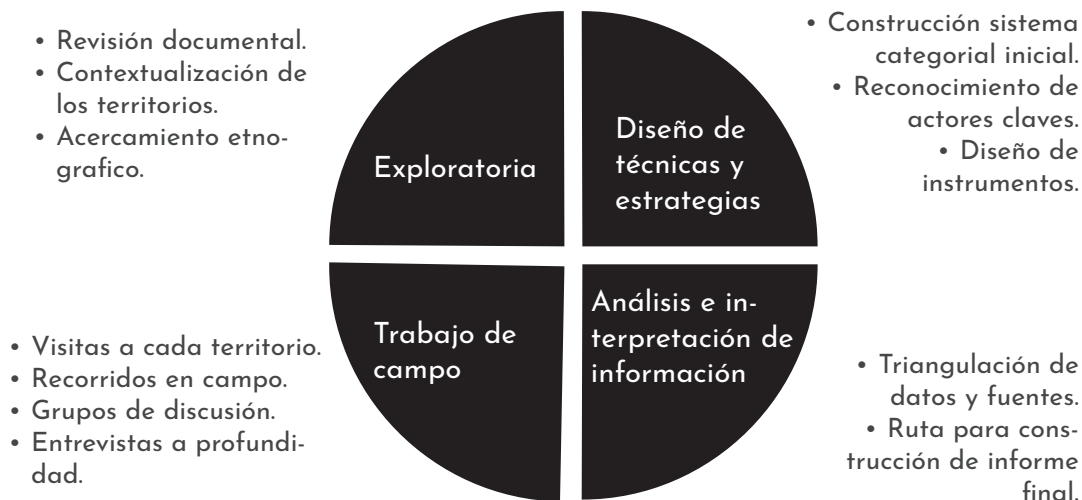 • Revisión documental.
• Contextualización de
los territorios.
• Acercamiento etno-
grafico.
Exploratoria
Diseño de
técnicas y
estrategias
• Construcción sistema
categorial inicial.
• Reconocimiento de
actores claves.
• Diseño de
instrumentos.
• Visitas a cada territorio.
• Recorridos en campo.
• Grupos de discusión.
• Entrevistas a profundi-
dad.
Trabajo de
campo
Análisis e in-
terpretación de
información
• Triangulación de
datos y fuentes.
• Ruta para cons-
trucción de informe
final.